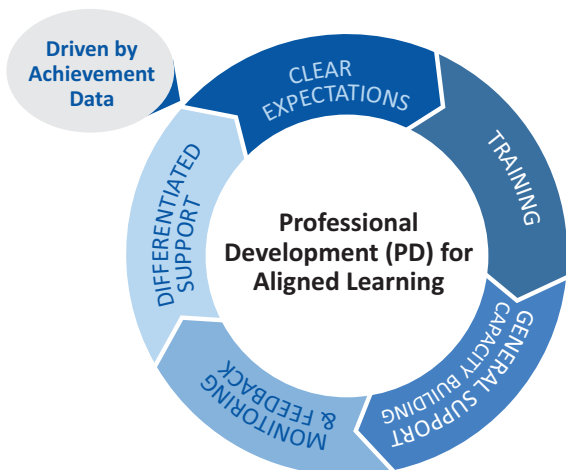 Driven by
Achievement
Data
CLEAR
EXPECTATIONS
TRAINING
GENERAL SUPPORT
CAPACITY BUILDING
MONITORING
& FEEDBACK
DIFFERENTIATED
SUPPORT
Professional
Development (PD) for
Aligned Learning